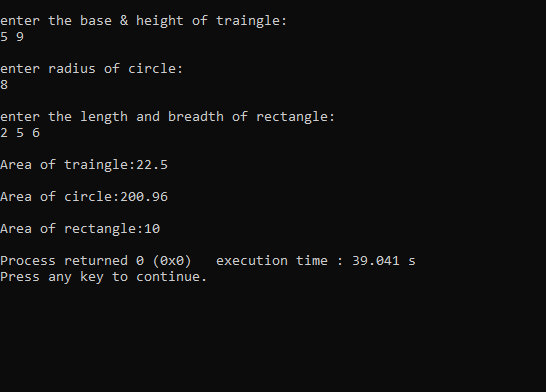 enter the base & height of traingle:
5 9
enter radius of circle:
8
enter the length and breadth of rectangle:
2 5 6
Area of traingle:22.5
Area of circle:200.96
Area of rectangle:10
Process returned 0 (0x0)   execution time : 39.041 s
Press any key to continue.